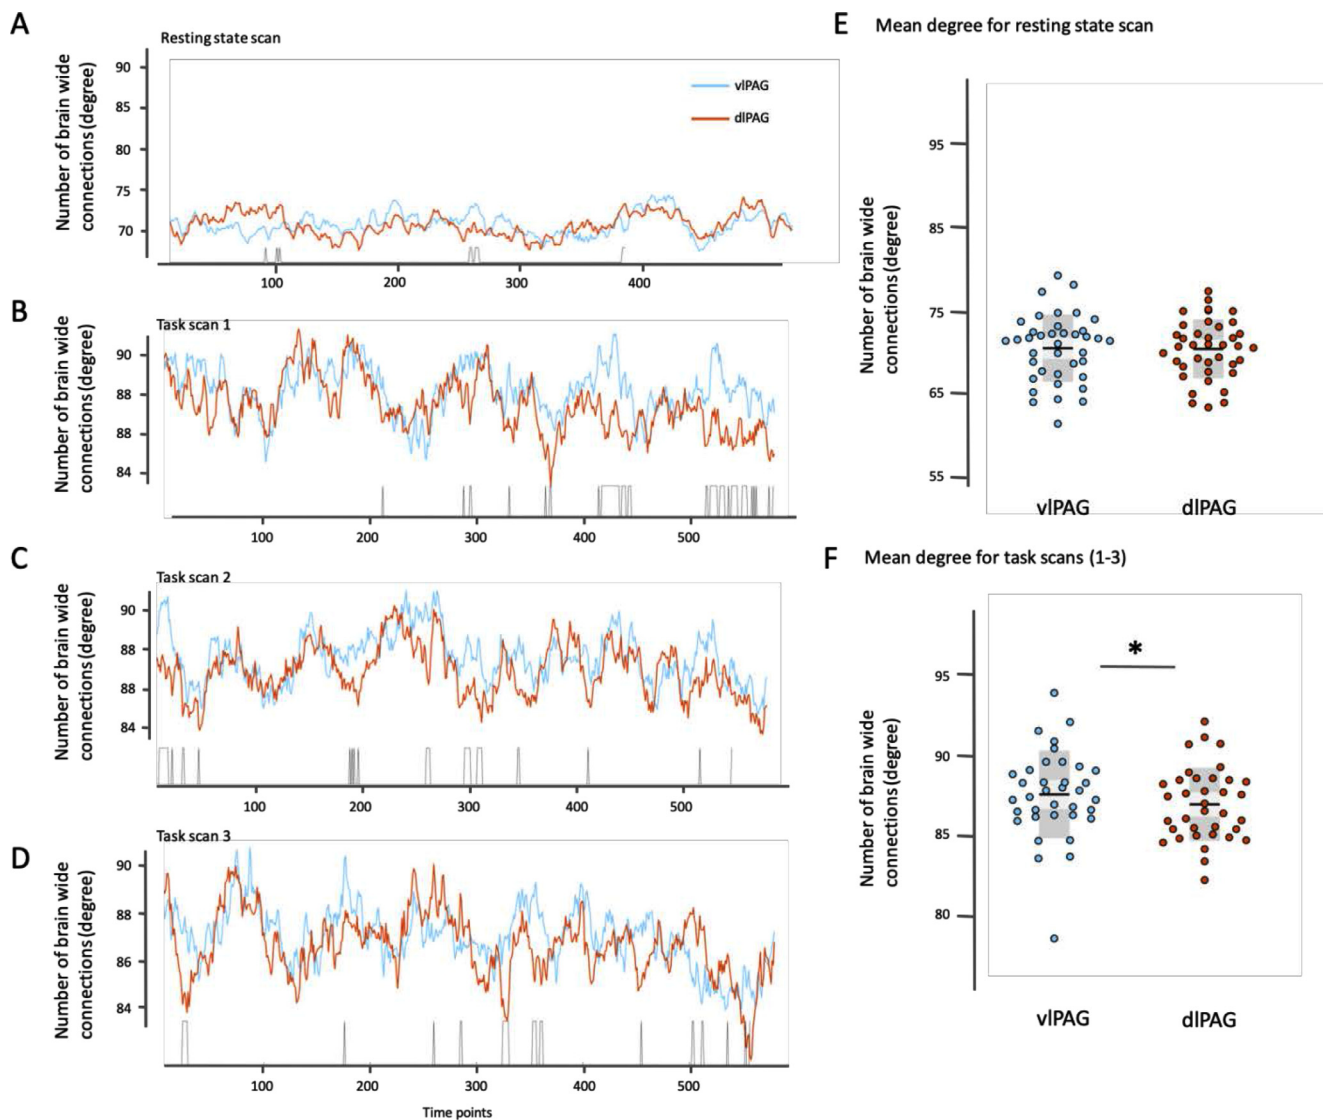 A
Resting state scan
Number of brain wide
connections (degree)
90
85
80
75
70
vlPAG
dlPAG
100
200
300
400
B
Task scan 1
Number of brain wide
connections (degree)
90
88
88
84
100
200
300
400
500
C
Task scan 2
Number of brain wide
connections (degree)
90
88
88
84
100
200
300
400
500
D
Task scan 3
Number of brain wide
connections (degree)
90
88
86
84
100
200
300
400
500
Time points
E
Mean degree for resting state scan
Number of brain wide
connections (degree)
95
85
75
65
55
vlPAG
dlPAG
F
Mean degree for task scans (1-3)
Number of brain wide
connections (degree)
95
90
85
80
*
vlPAG
dlPAG